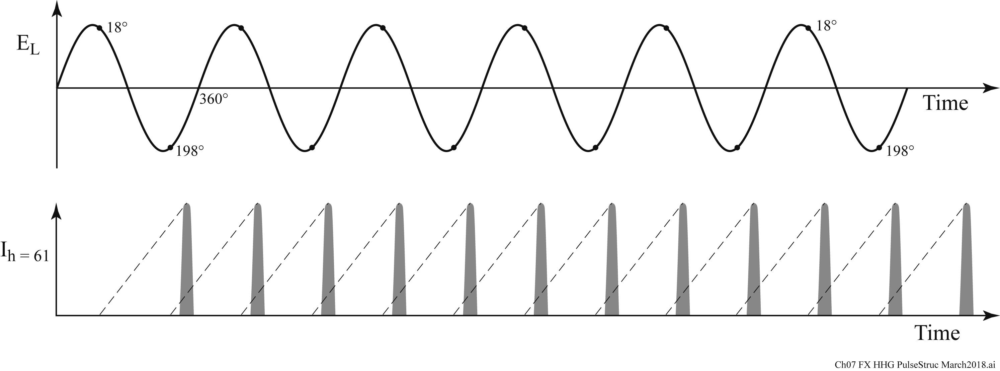 18°
18°
E_L
360°
Time
198°
198°
I_h = 61
Time
Ch07 FX HHG PulseStruc March2018.ai